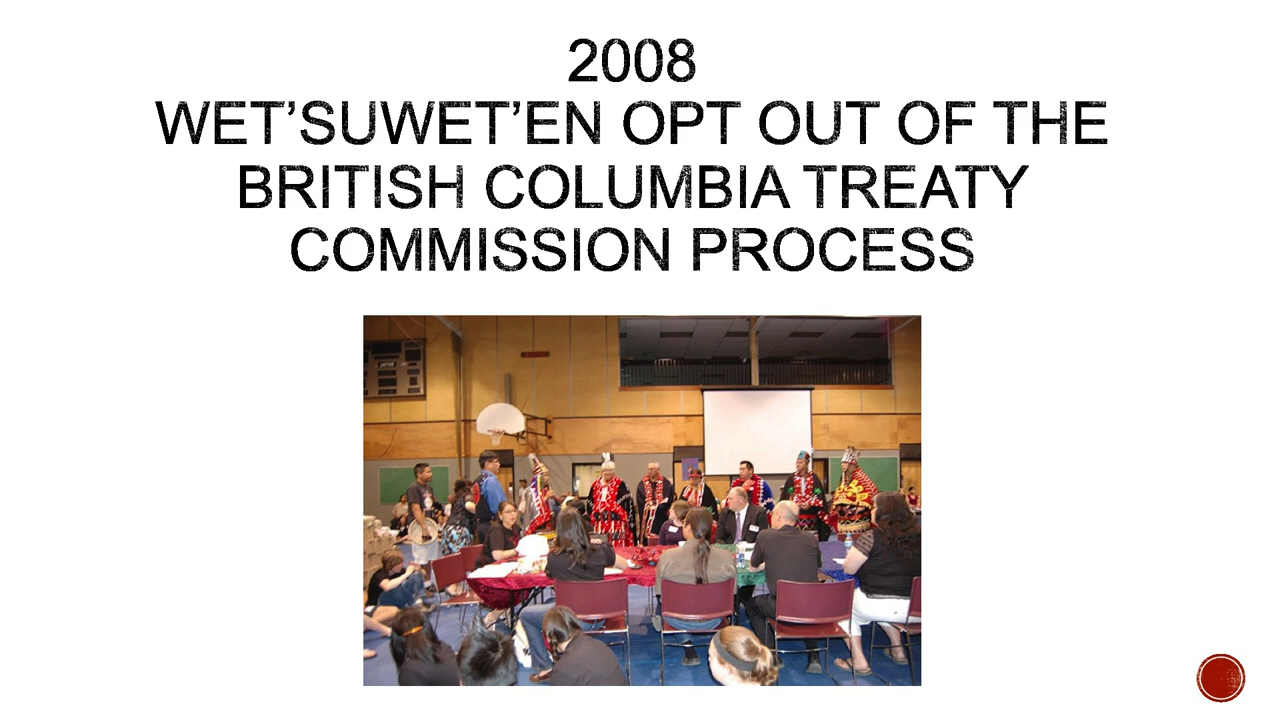 2008
WET’SUWET’EN OPT OUT OF THE
BRITISH COLUMBIA TREATY
COMMISSION PROCESS